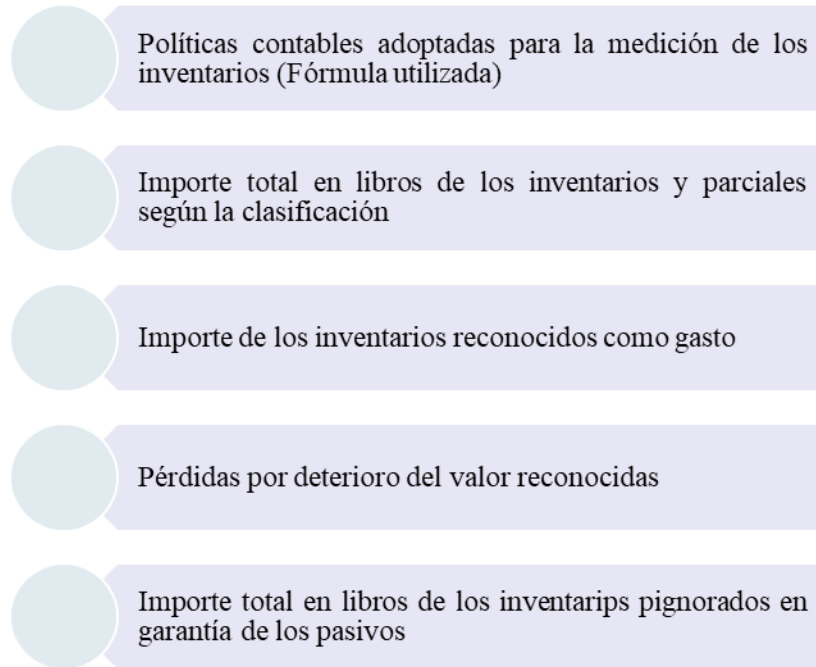 Políticas contables adoptadas para la medición de los
inventarios (Fórmula utilizada)
Importe total en libros de los inventarios y parciales
según la clasificación
Importe de los inventarios reconocidos como gasto
Pérdidas por deterioro del valor reconocidas
Importe total en libros de los inventarips pignorados en
garantía de los pasivos